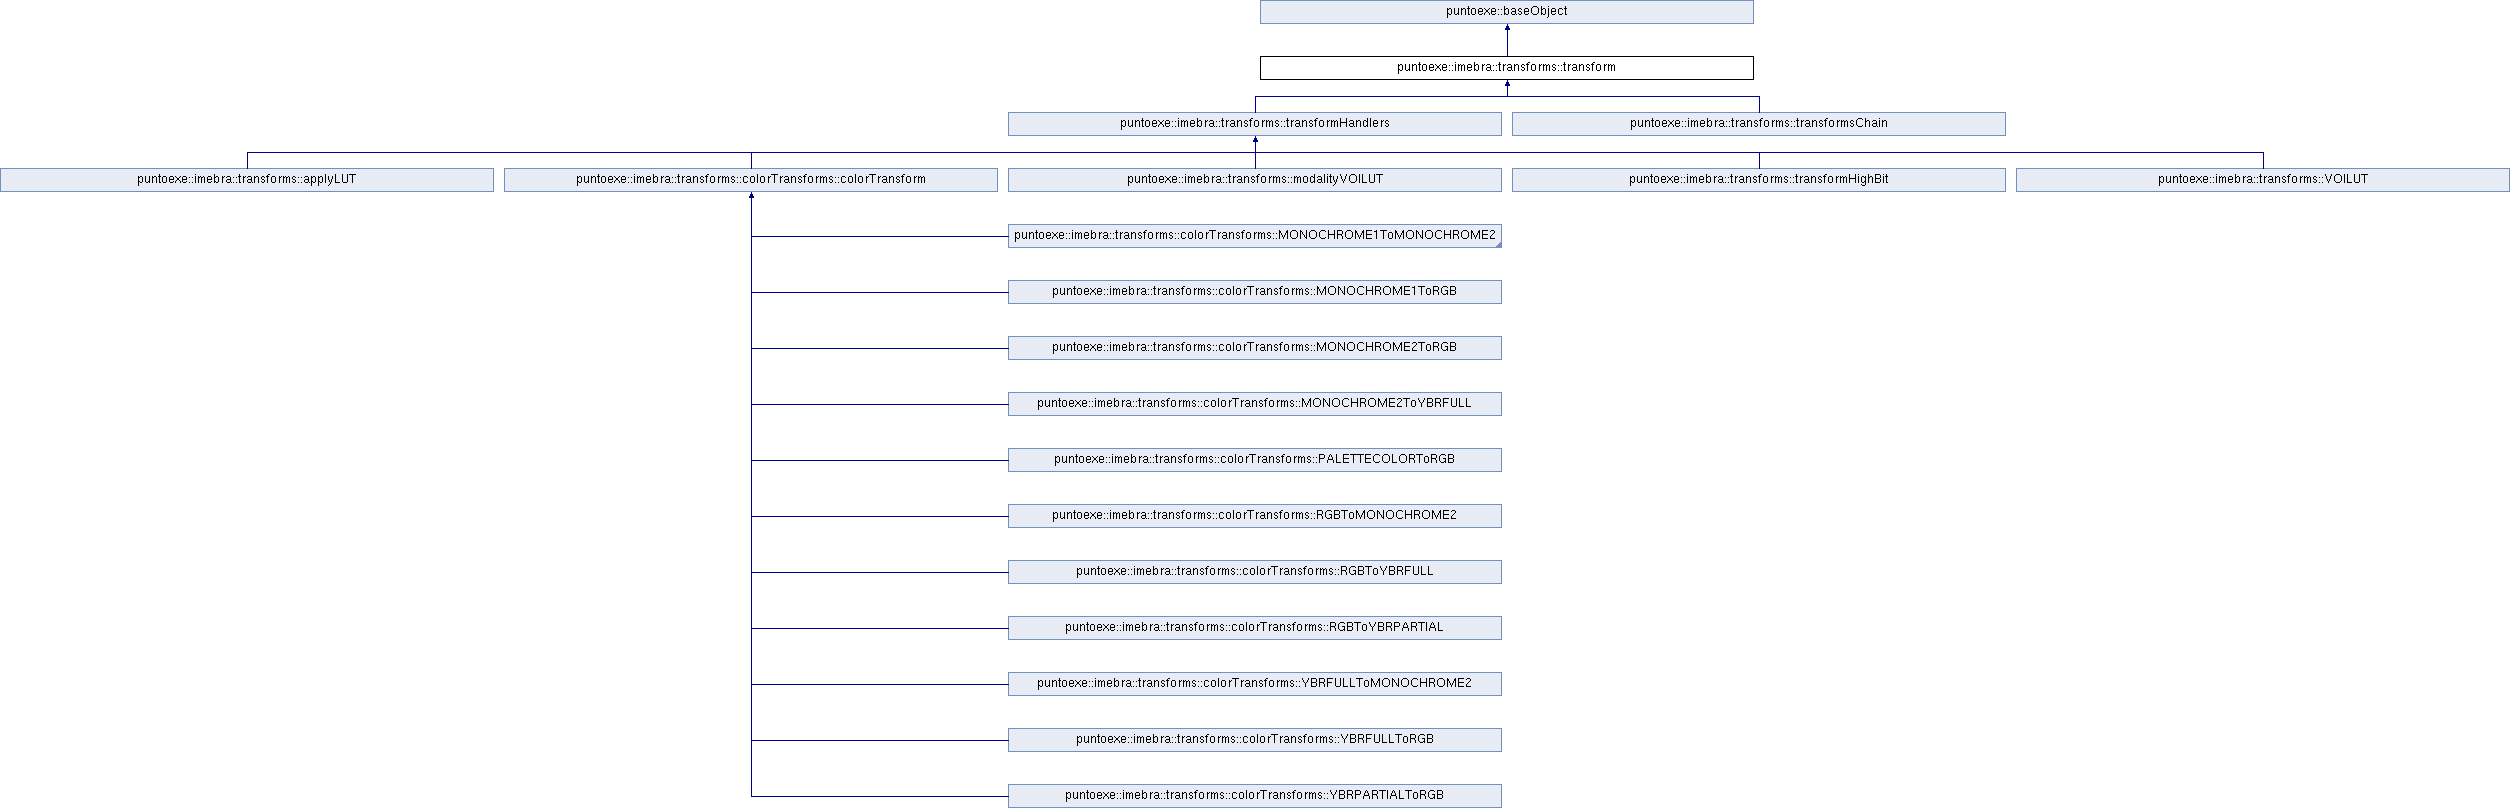 puntoexe::baseObject
puntoexe::imebra::transforms::transform
puntoexe::imebra::transforms::transformHandlers
puntoexe::imebra::transforms::transformsChain
puntoexe::imebra::transforms::applyLUT
puntoexe::imebra::transforms::colorTransforms::colorTransform
puntoexe::imebra::transforms::modalityVOILUT
puntoexe::imebra::transforms::transformHighBit
puntoexe::imebra::transforms::VOILUT
puntoexe::imebra::transforms::colorTransforms::MONOCHROME1ToMONOCHROME2
puntoexe::imebra::transforms::colorTransforms::MONOCHROME1ToRGB
puntoexe::imebra::transforms::colorTransforms::MONOCHROME2ToRGB
puntoexe::imebra::transforms::colorTransforms::MONOCHROME2ToYBRFULL
puntoexe::imebra::transforms::colorTransforms::PALETTECOLORToRGB
puntoexe::imebra::transforms::colorTransforms::RGBToMONOCHROME2
puntoexe::imebra::transforms::colorTransforms::RGBToYBRFULL
puntoexe::imebra::transforms::colorTransforms::RGBToYBRPARTIAL
puntoexe::imebra::transforms::colorTransforms::YBRFULLToMONOCHROME2
puntoexe::imebra::transforms::colorTransforms::YBRFULLToRGB
puntoexe::imebra::transforms::colorTransforms::YBRPARTIALToRGB